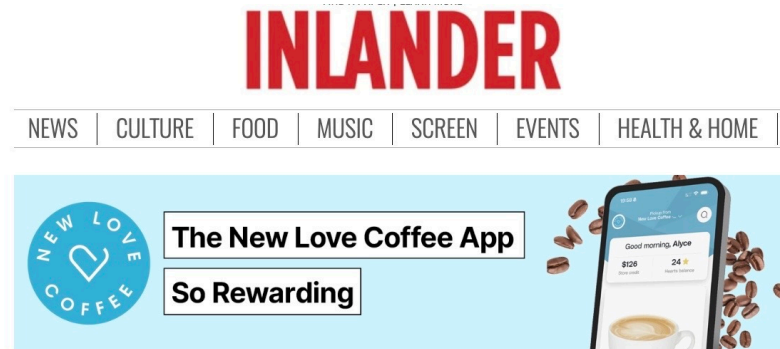 INLANDER
NEWS CULTURE FOOD MUSIC SCREEN EVENTS HEALTH & HOME
NEW LOVE COFFEE
The New Love Coffee App
So Rewarding
Good morning, Alyce
$126 24